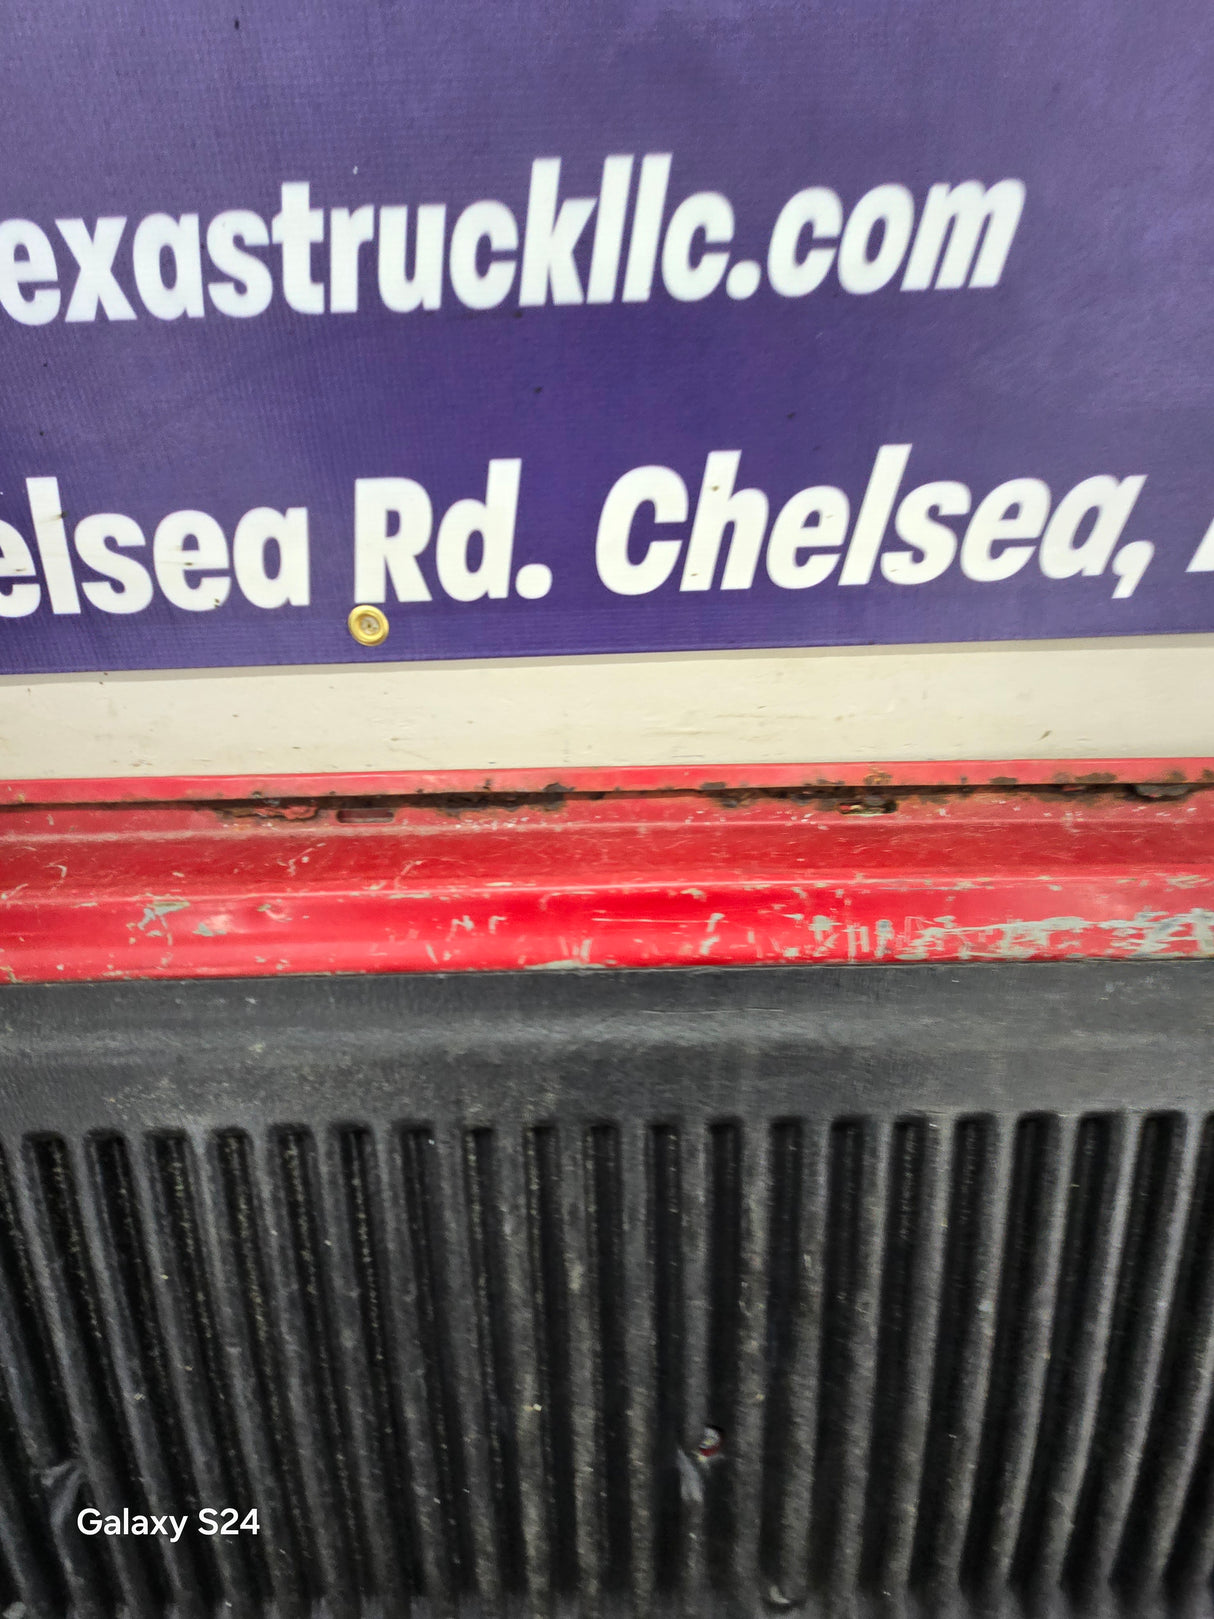 exastruckllc.com
elsea Rd. Chelsea,
Galaxy S24